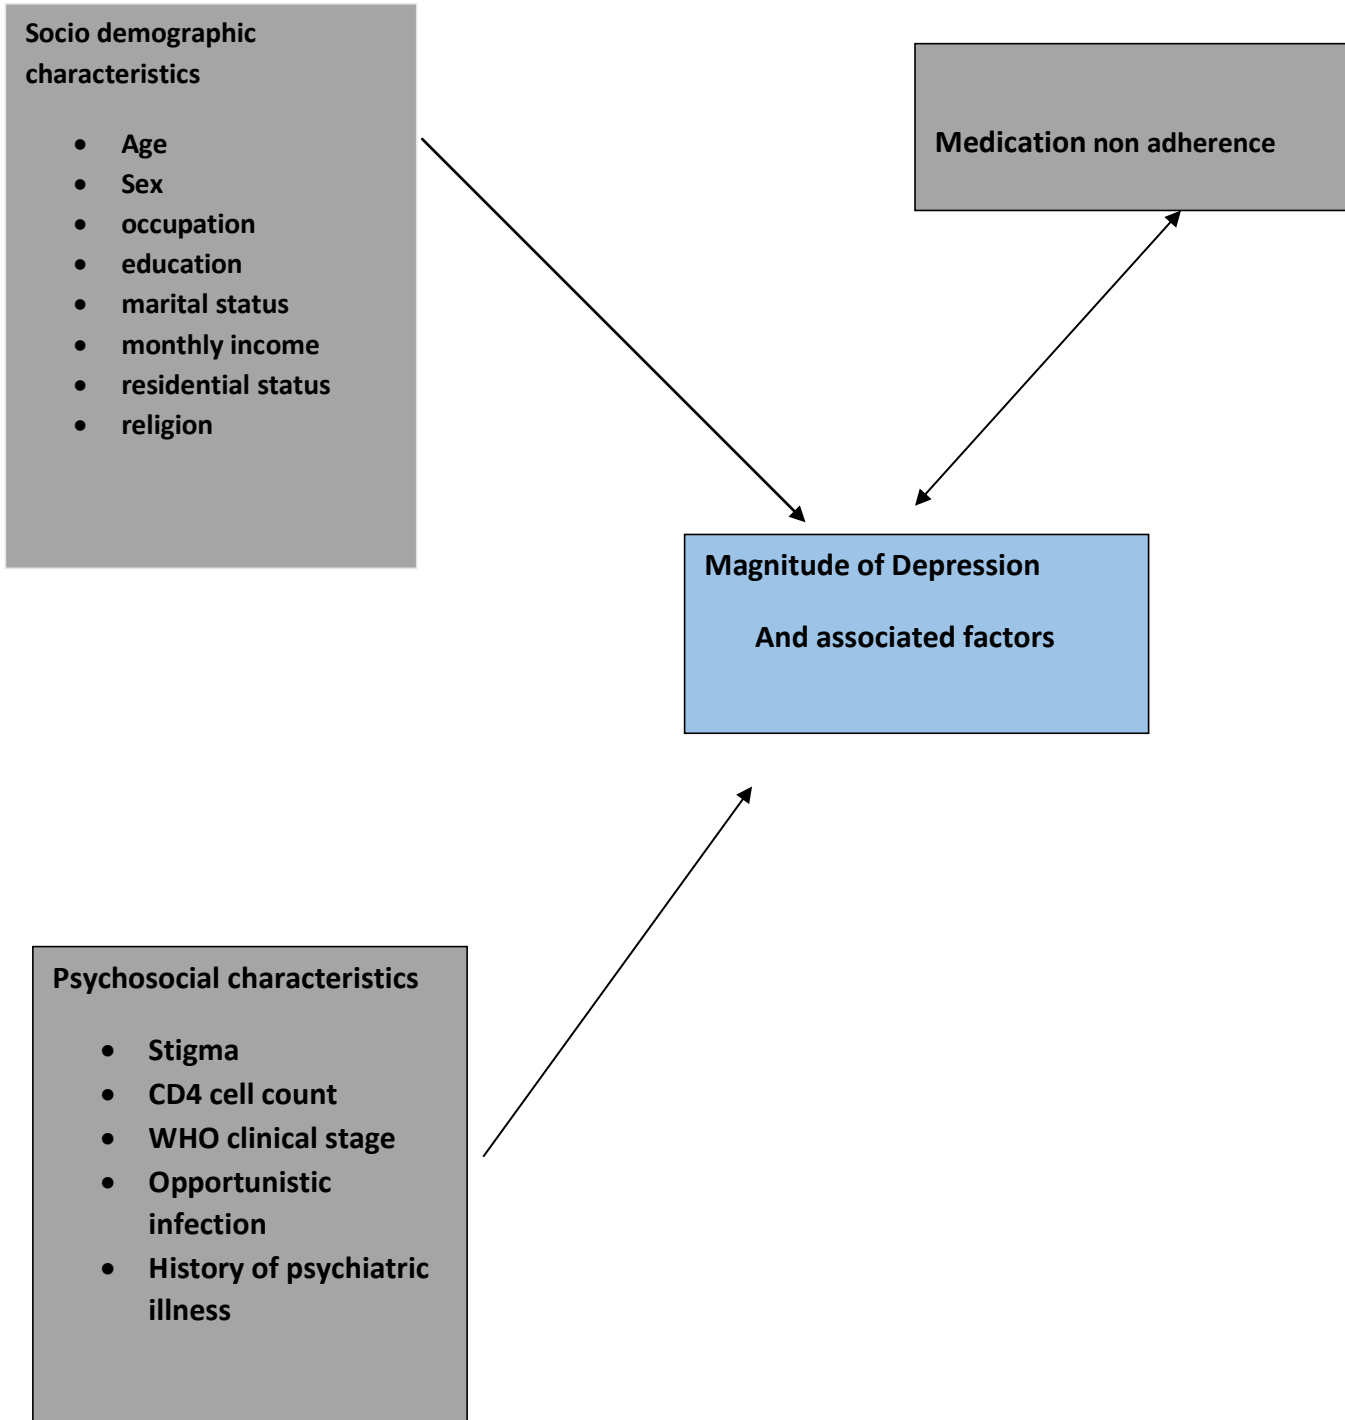 Socio demographic
characteristics
• Age
• Sex
• occupation
• education
• marital status
• monthly income
• residential status
• religion
Medication non adherence
Magnitude of Depression
And associated factors
Psychosocial characteristics
• Stigma
• CD4 cell count
• WHO clinical stage
• Opportunistic
infection
• History of psychiatric
illness